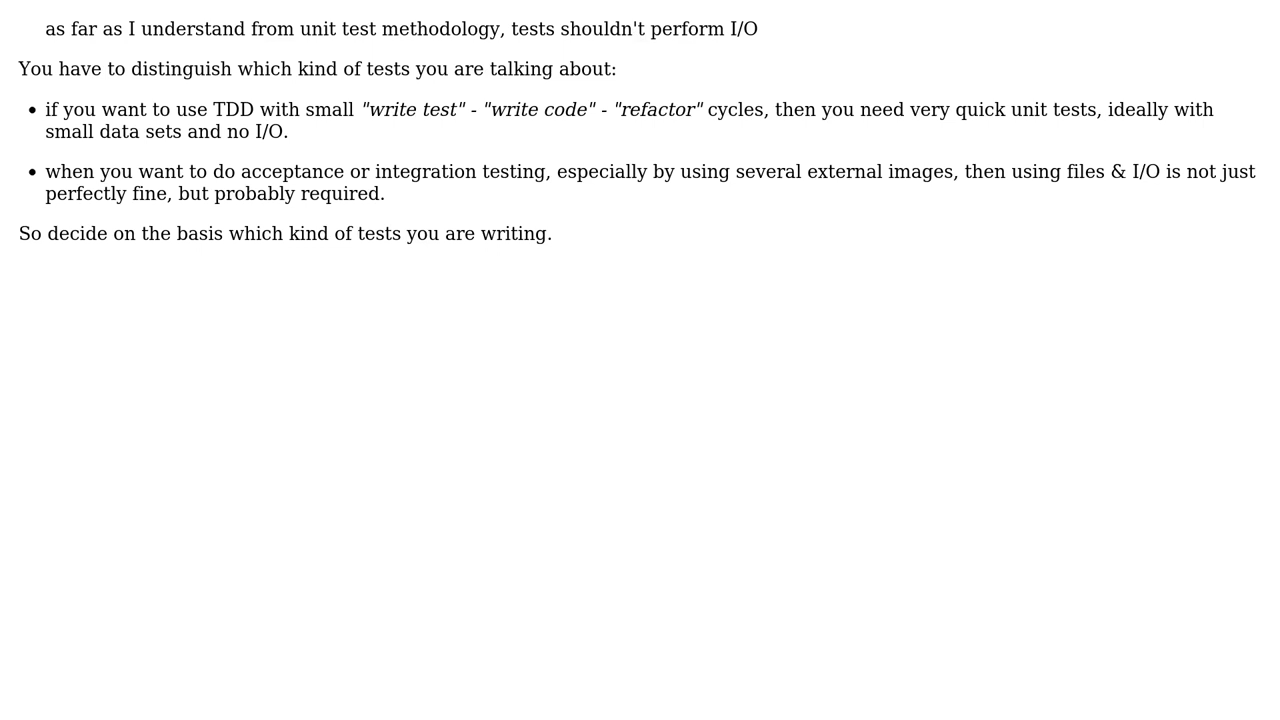 as far as I understand from unit test methodology, tests shouldn't perform I/O
You have to distinguish which kind of tests you are talking about:
• if you want to use TDD with small "write test" - "write code" - "refactor" cycles, then you need very quick unit tests, ideally with
small data sets and no I/O.
• when you want to do acceptance or integration testing, especially by using several external images, then using files & I/O is not just
perfectly fine, but probably required.
So decide on the basis which kind of tests you are writing.